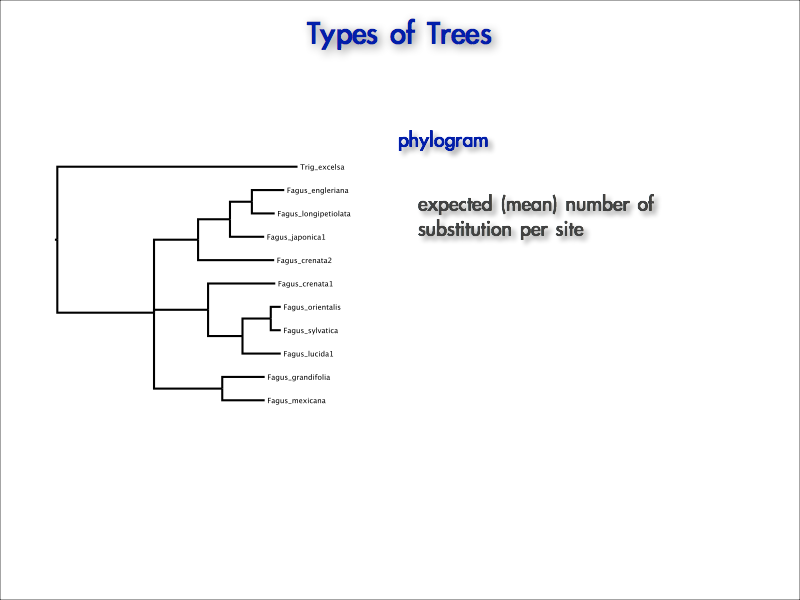 Types of Trees
phylogram
expected (mean) number of
substitution per site
Trig_excelsa
Fagus_engleriana
Fagus_longipetiolata
Fagus_japonica1
Fagus_crenata2
Fagus_crenata1
Fagus_orientalis
Fagus_sylvatica
Fagus_lucida1
Fagus_grandifolia
Fagus_mexicana